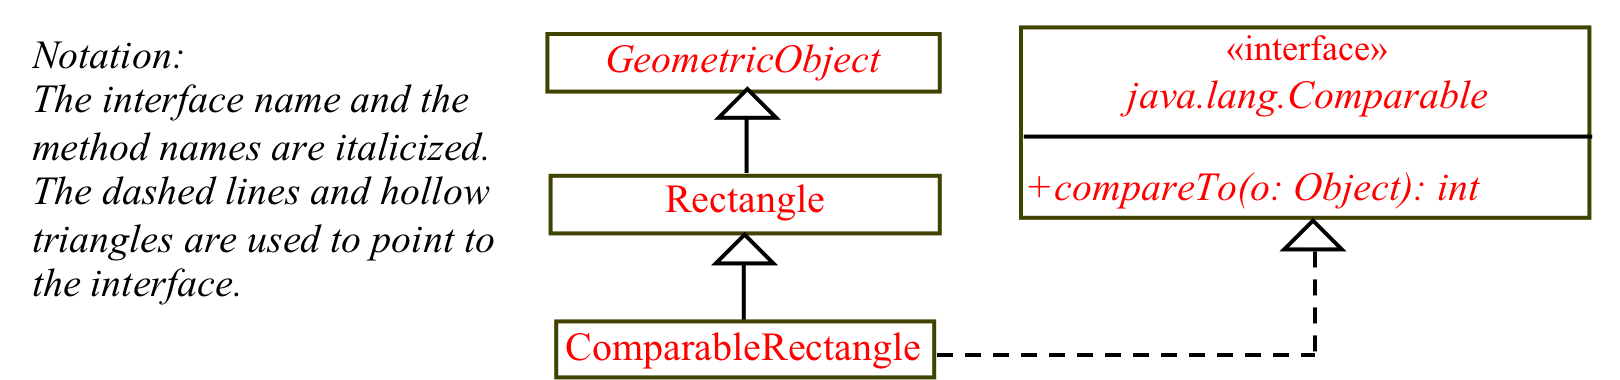 Notation:
The interface name and the
method names are italicized.
The dashed lines and hollow
triangles are used to point to
the interface.
GeometricObject
Rectangle
ComparableRectangle
«interface»
java.lang.Comparable
+compareTo(o: Object): int